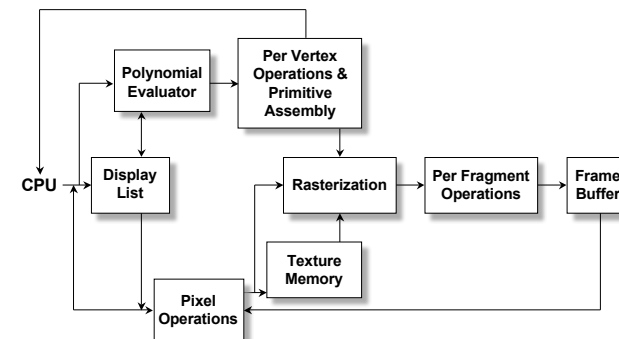 Polynomial
Evaluator
Per Vertex
Operations &
Primitive
Assembly
CPU
Display
List
Rasterization
Per Fragment
Operations
Frame
Buffer
Texture
Memory
Pixel
Operations